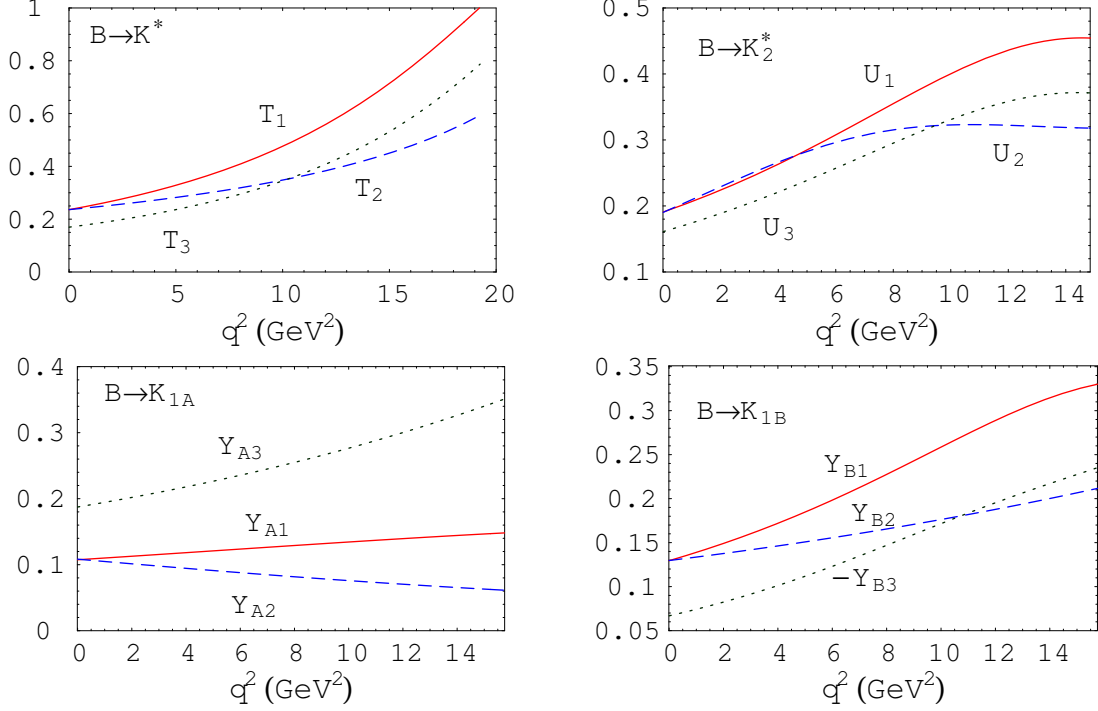 1
0.8
0.6
0.4
0.2
0
B→K*
T1
T2
T3
0 5 10 15 20
q² (GeV²)
0.5
0.4
0.3
0.2
0.1
B→K2*
U1
U2
U3
0 2 4 6 8 10 12 14
q² (GeV²)
0.4
0.3
0.2
0.1
0
B→K1A
YA3
YA1
YA2
0 2 4 6 8 10 12 14
q² (GeV²)
0.35
0.3
0.25
0.2
0.15
0.1
0.05
B→K1B
YB1
YB2
−YB3
0 2 4 6 8 10 12 14
q² (GeV²)